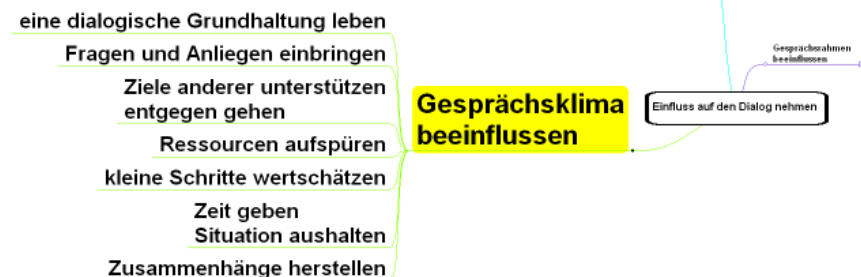 eine dialogische Grundhaltung leben
Fragen und Anliegen einbringen
Ziele anderer unterstützen
entgegen gehen
Ressourcen aufspüren
kleine Schritte wertschätzen
Zeit geben
Situation aushalten
Zusammenhänge herstellen
Gesprächsklima
beeinflussen
Einfluss auf den Dialog nehmen
Gesprächsrahmen
beeinflussen